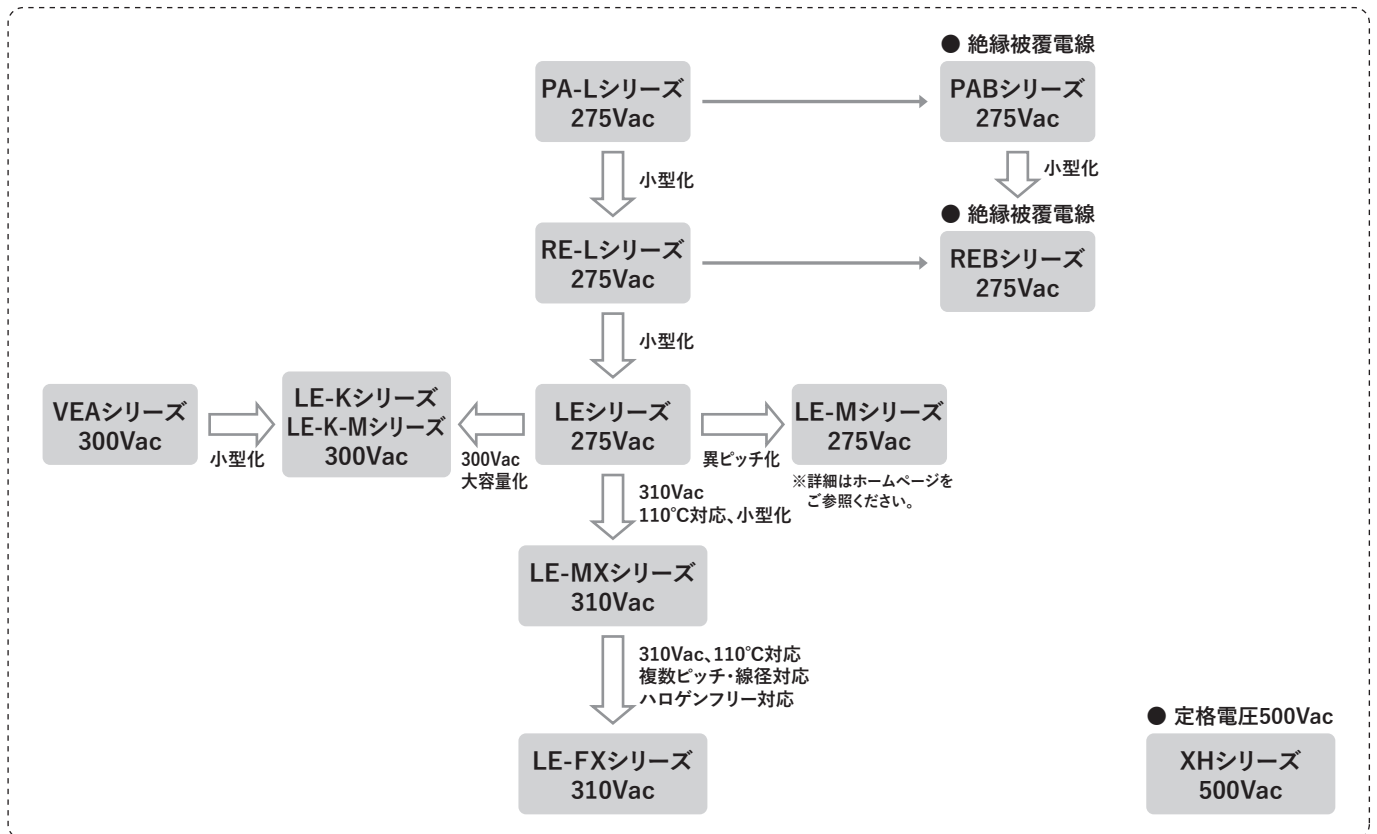 ● 絶縁被覆電線
PA-Lシリーズ
275Vac
PABシリーズ
275Vac
小型化
小型化
● 絶縁被覆電線
RE-Lシリーズ
275Vac
REBシリーズ
275Vac
小型化
VEAシリーズ
300Vac
小型化
LE-Kシリーズ
LE-K-Mシリーズ
300Vac
300Vac
大容量化
LEシリーズ
275Vac
異ピッチ化
LE-Mシリーズ
275Vac
※詳細はホームページを
ご参照ください。
310Vac
110℃対応、小型化
LE-MXシリーズ
310Vac
310Vac、110℃対応
複数ピッチ・線径対応
ハロゲンフリー対応
LE-FXシリーズ
310Vac
● 定格電圧500Vac
XHシリーズ
500Vac